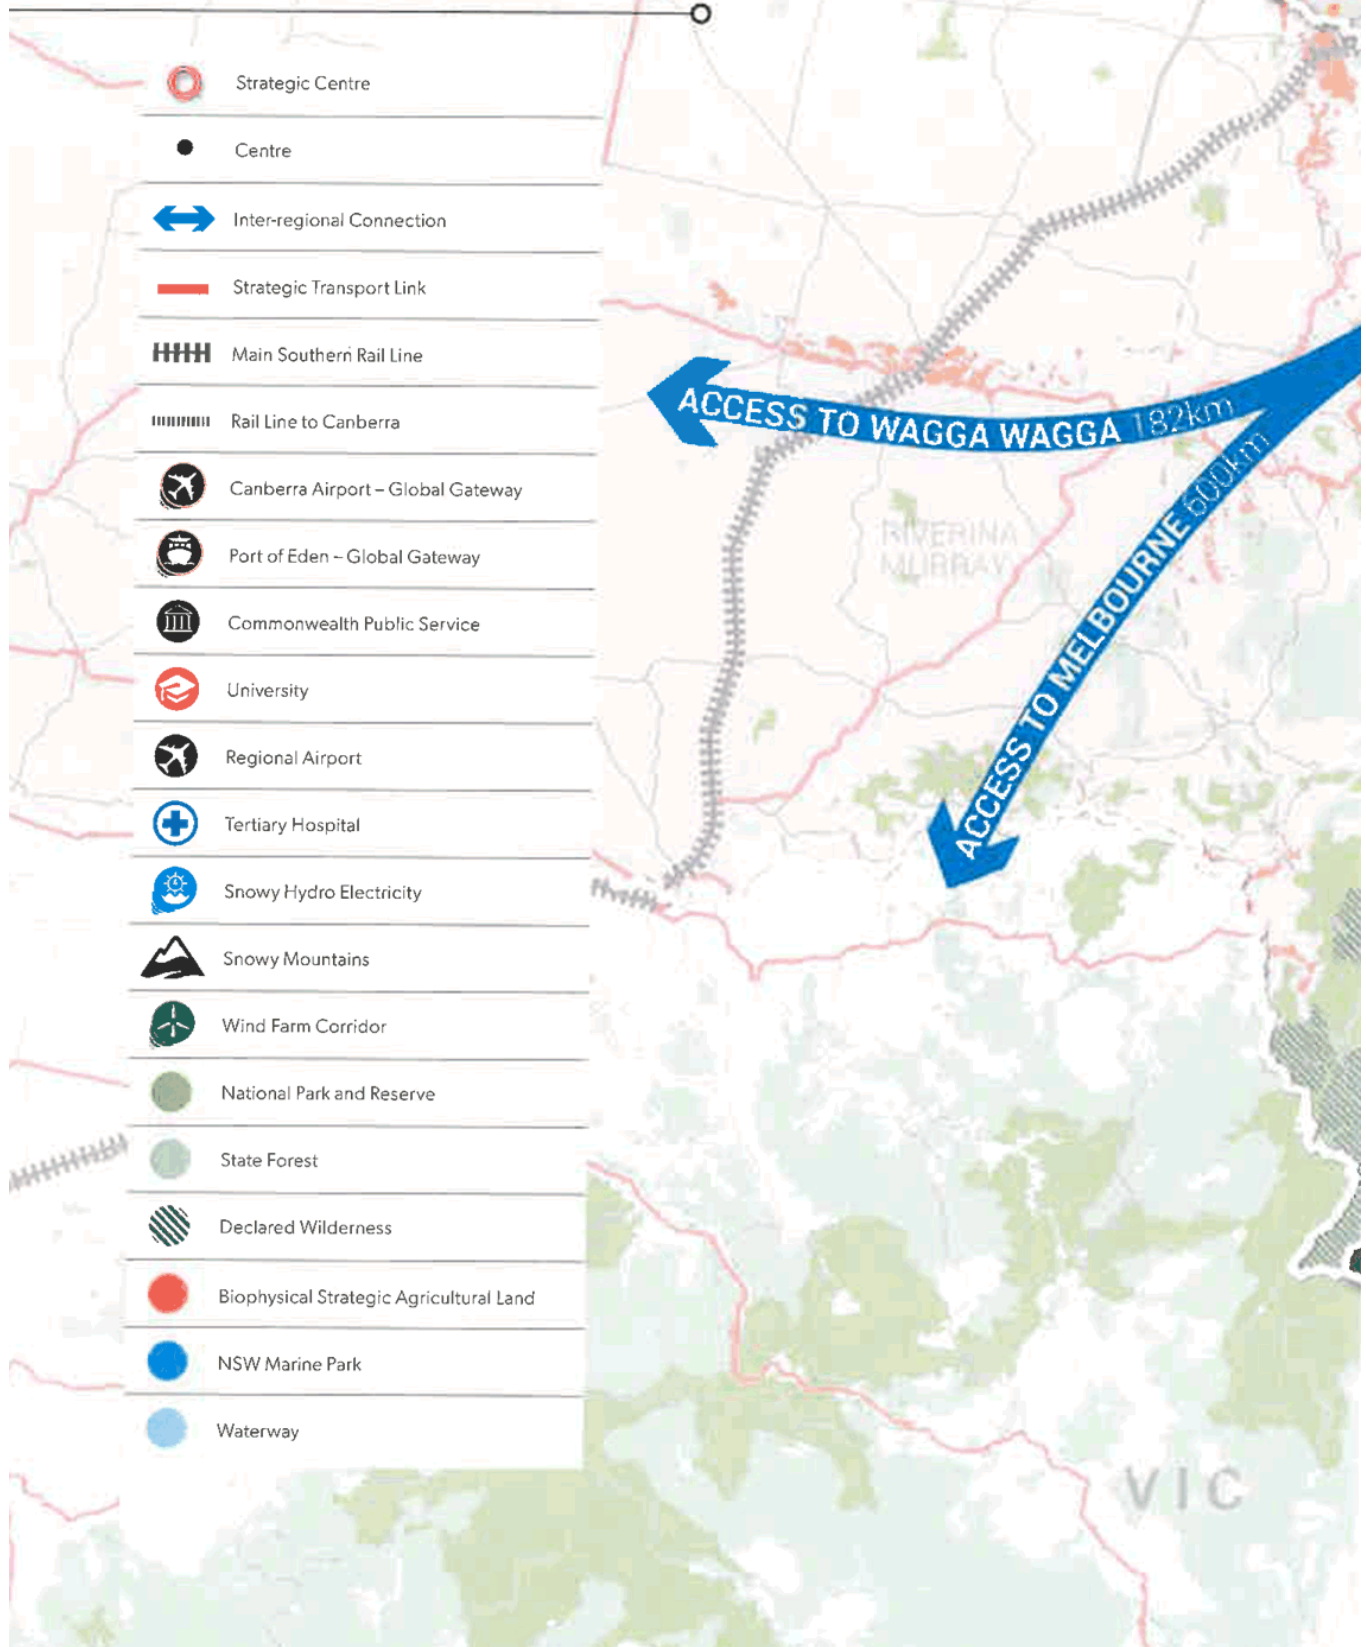 Strategic Centre
Centre
Inter-regional Connection
Strategic Transport Link
Main Southern Rail Line
Rail Line to Canberra
Canberra Airport – Global Gateway
Port of Eden – Global Gateway
Commonwealth Public Service
University
Regional Airport
Tertiary Hospital
Snowy Hydro Electricity
Snowy Mountains
Wind Farm Corridor
National Park and Reserve
State Forest
Declared Wilderness
Biophysical Strategic Agricultural Land
NSW Marine Park
Waterway
ACCESS TO WAGGA WAGGA 182km
ACCESS TO MELBOURNE 600km
RIVERINA
MURRAY
VIC